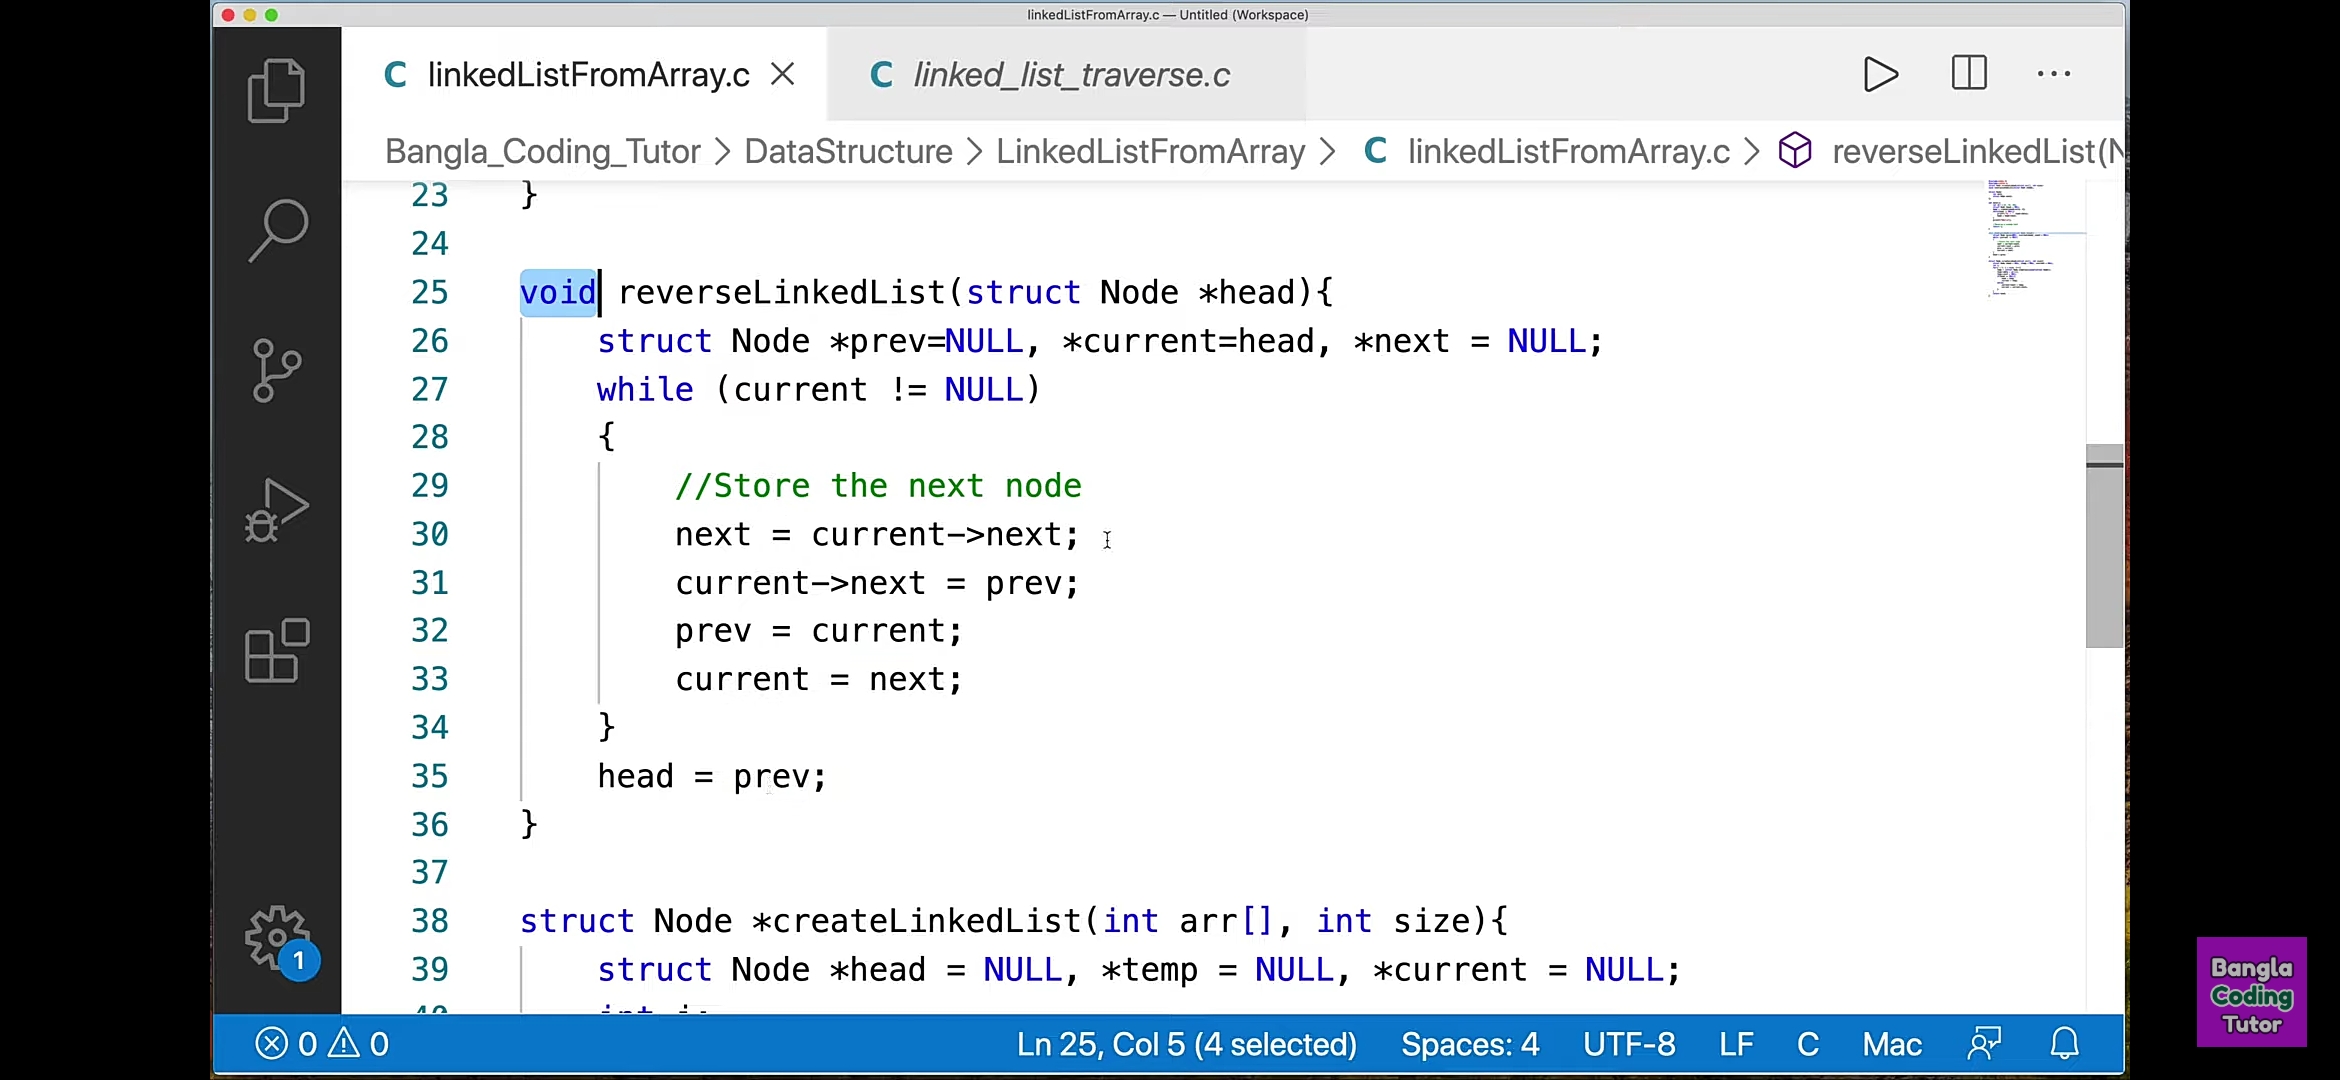 linkedListFromArray.c — Untitled (Workspace)
C linkedListFromArray.c
C linked_list_traverse.c
Bangla_Coding_Tutor > DataStructure > LinkedListFromArray > C linkedListFromArray.c > reverseLinkedList(N
23 }
24
25 void reverseLinkedList(struct Node *head){
26 struct Node *prev=NULL, *current=head, *next = NULL;
27 while (current != NULL)
28 {
29 //Store the next node
30 next = current->next;
31 current->next = prev;
32 prev = current;
33 current = next;
34 }
35 head = prev;
36 }
37
38 struct Node *createLinkedList(int arr[], int size){
39 struct Node *head = NULL, *temp = NULL, *current = NULL;
40 int i;
1
0 0
Ln 25, Col 5 (4 selected) Spaces: 4 UTF-8 LF C Mac
Bangla
Coding
Tutor